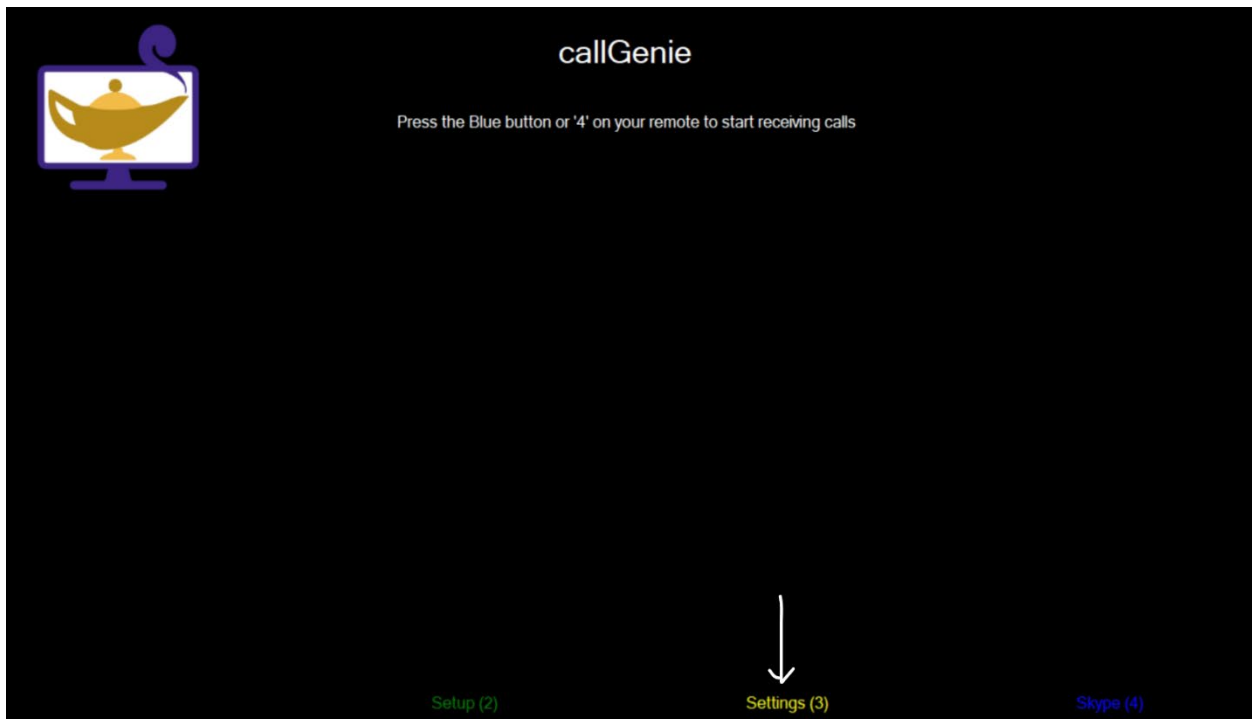 callGenie
Press the Blue button or '4' on your remote to start receiving calls
Setup (2) Settings (3) Skype (4)